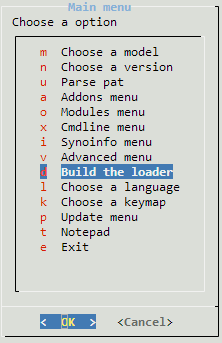 Main menu
Choose a option
m Choose a model
n Choose a version
u Parse pat
a Addons menu
o Modules menu
x Cmdline menu
i Synoinfo menu
v Advanced menu
d Build the loader
l Choose a language
k Choose a keymap
p Update menu
t Notepad
e Exit
< OK > <Cancel>